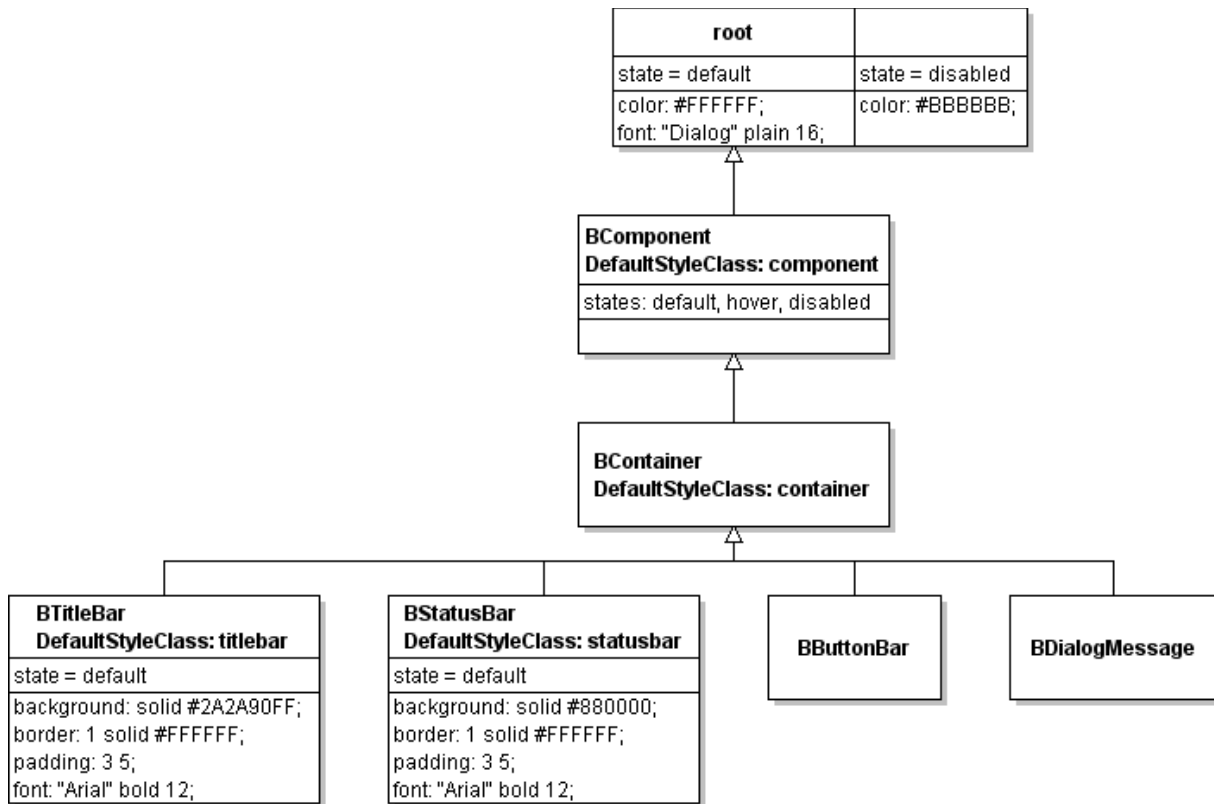 root
state = default
state = disabled
color: #FFFFFF;
color: #BBBBBB;
font: "Dialog" plain 16;
BComponent
DefaultStyleClass: component
states: default, hover, disabled
BContainer
DefaultStyleClass: container
BTitleBar
DefaultStyleClass: titlebar
state = default
background: solid #2A2A90FF;
border: 1 solid #FFFFFF;
padding: 3 5;
font: "Arial" bold 12;
BStatusBar
DefaultStyleClass: statusbar
state = default
background: solid #880000;
border: 1 solid #FFFFFF;
padding: 3 5;
font: "Arial" bold 12;
BButtonBar
BDialogMessage